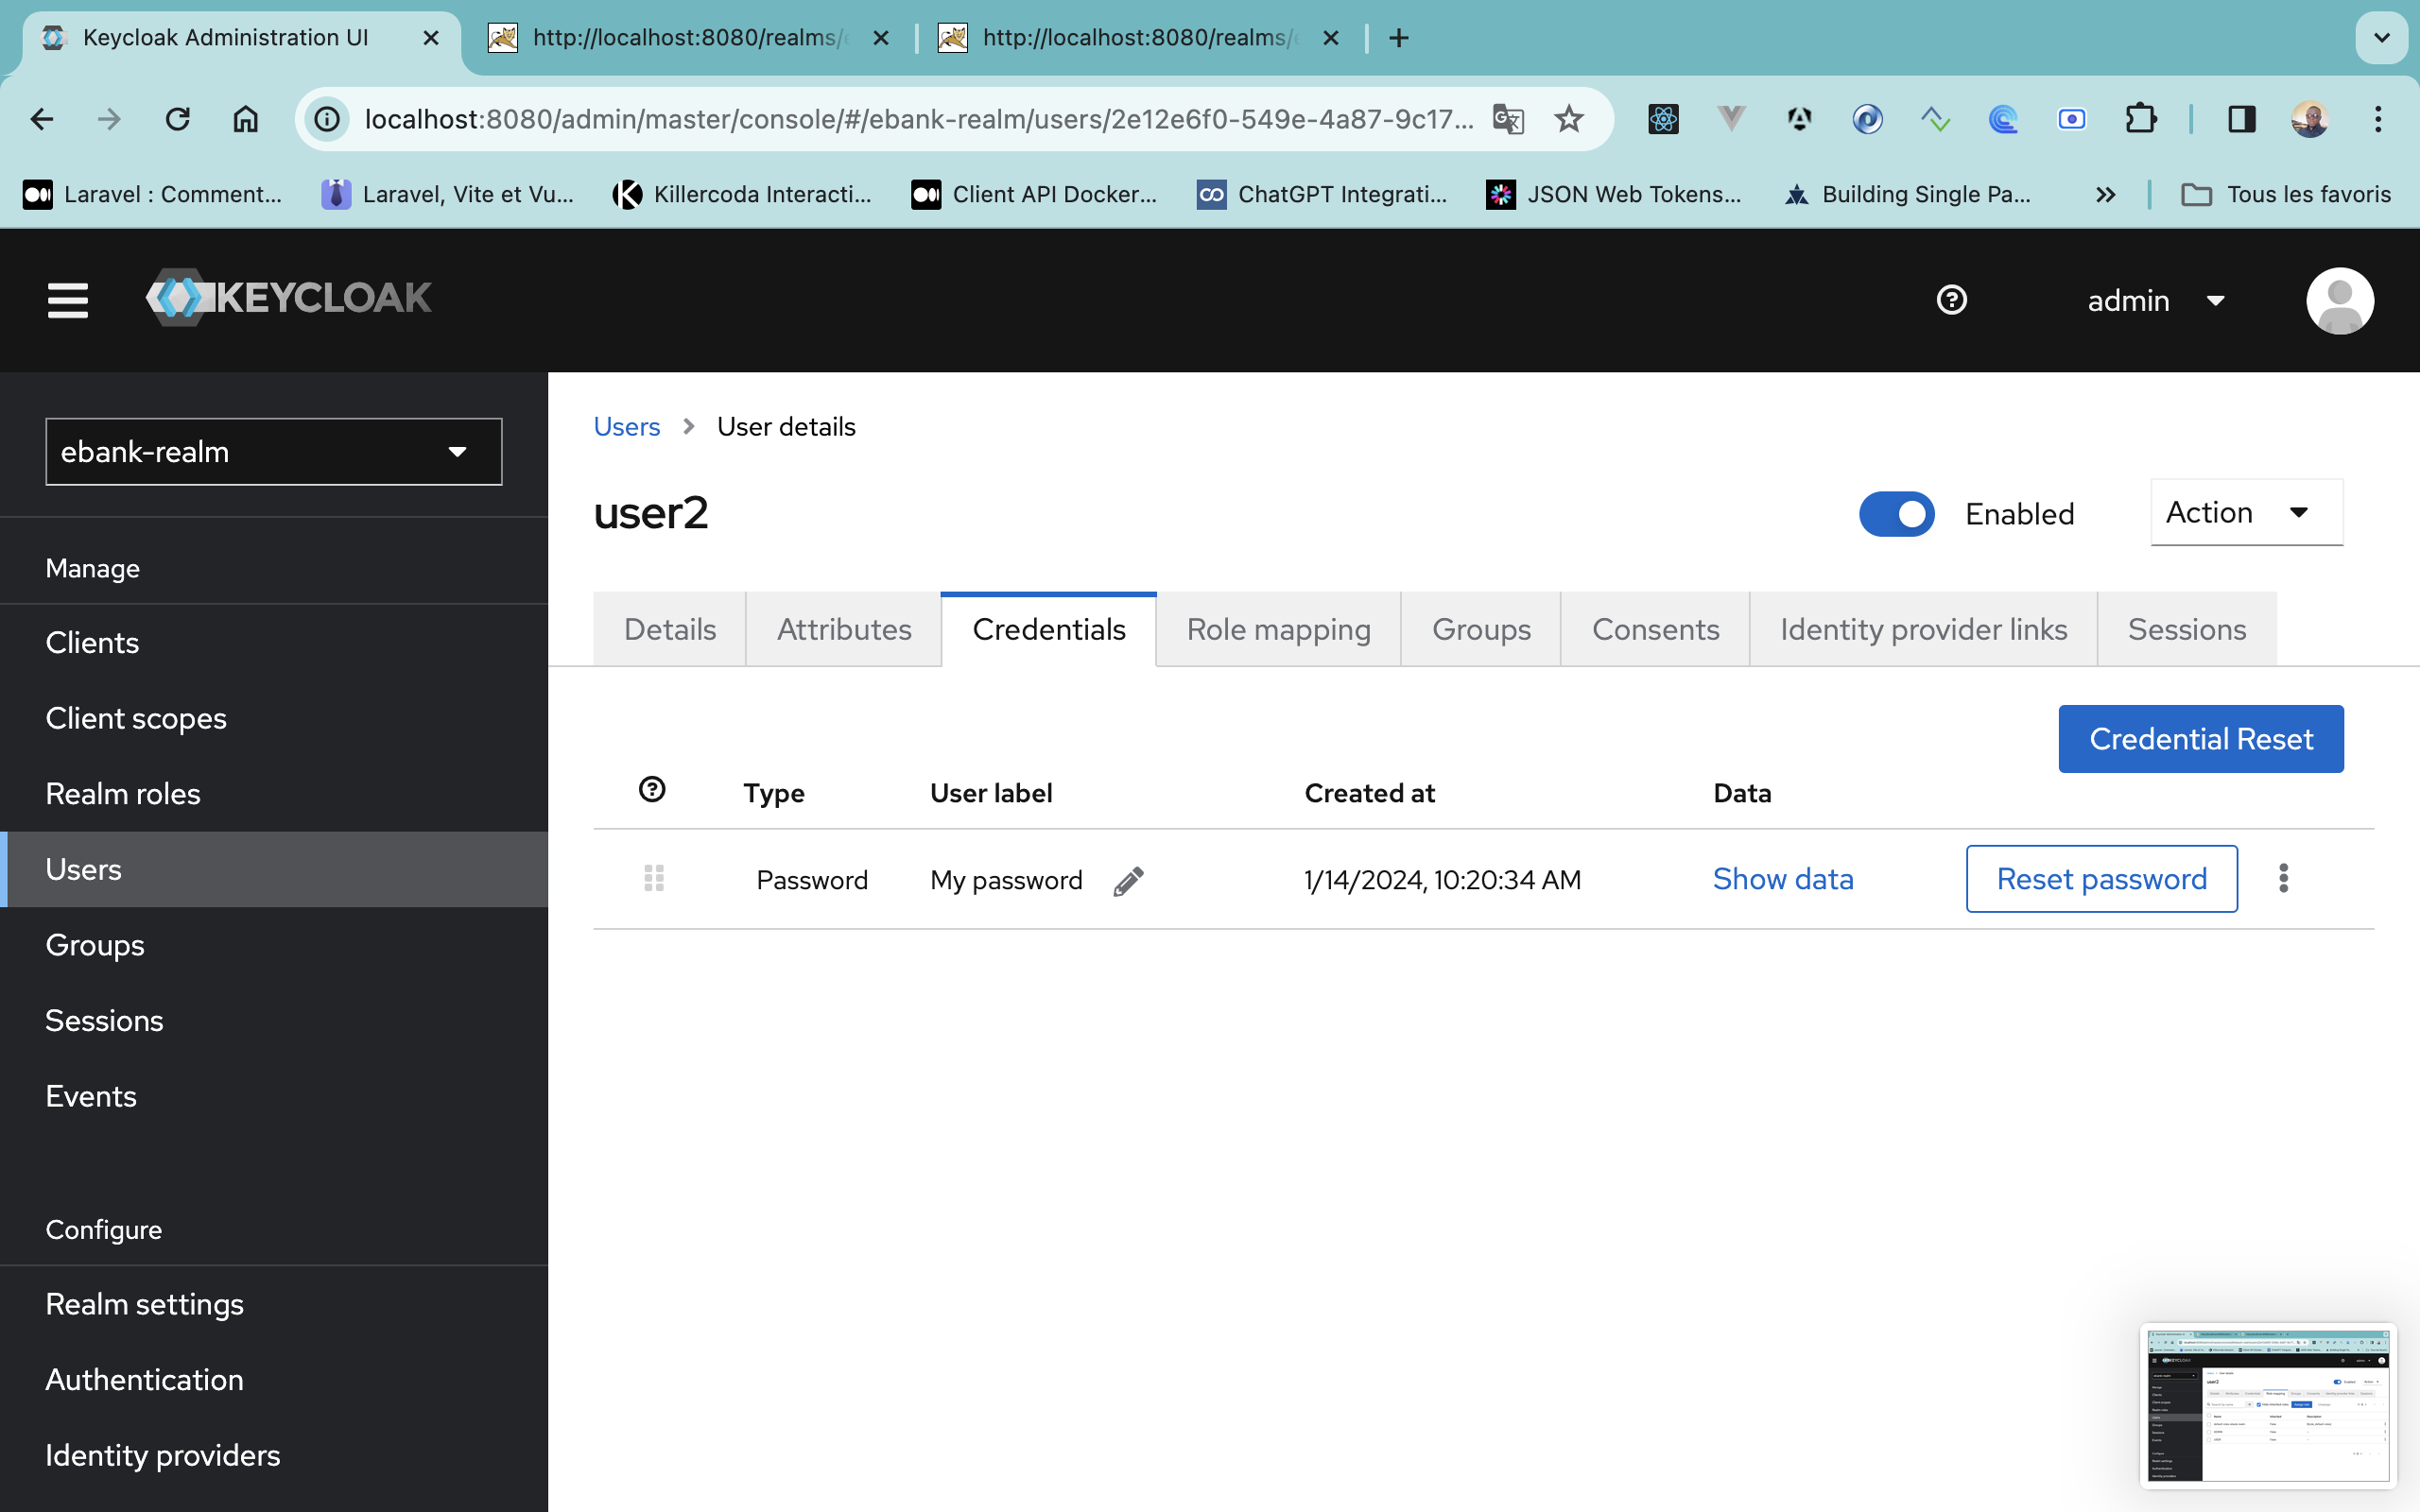 Keycloak Administration UI
http://localhost:8080/realms/
http://localhost:8080/realms/
localhost:8080/admin/master/console/#/ebank-realm/users/2e12e6f0-549e-4a87-9c17...
Laravel : Comment...
Laravel, Vite et Vu...
Killercoda Interacti...
Client API Docker...
ChatGPT Integrati...
JSON Web Tokens...
Building Single Pa...
Tous les favoris
KEYCLOAK
admin
ebank-realm
Manage
Clients
Client scopes
Realm roles
Users
Groups
Sessions
Events
Configure
Realm settings
Authentication
Identity providers
Users > User details
user2
Enabled
Action
Details
Attributes
Credentials
Role mapping
Groups
Consents
Identity provider links
Sessions
Credential Reset
Type User label Created at Data
Password My password 1/14/2024, 10:20:34 AM Show data Reset password